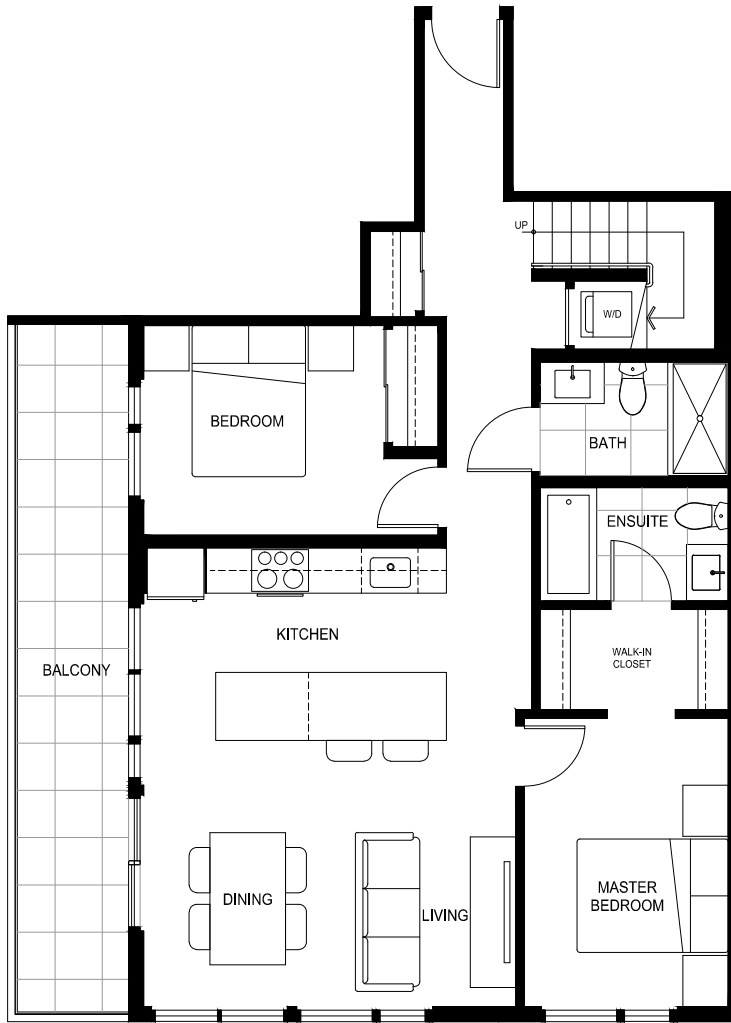 UP
W/D
BEDROOM
BATH
ENSUITE
KITCHEN
WALK-IN
CLOSET
BALCONY
DINING
LIVING
MASTER
BEDROOM